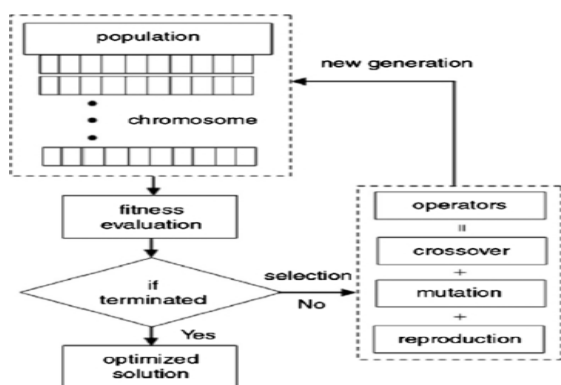 population
new generation
chromosome
fitness
evaluation
if
terminated
selection
No
Yes
optimized
solution
operators
=
crossover
+
mutation
+
reproduction